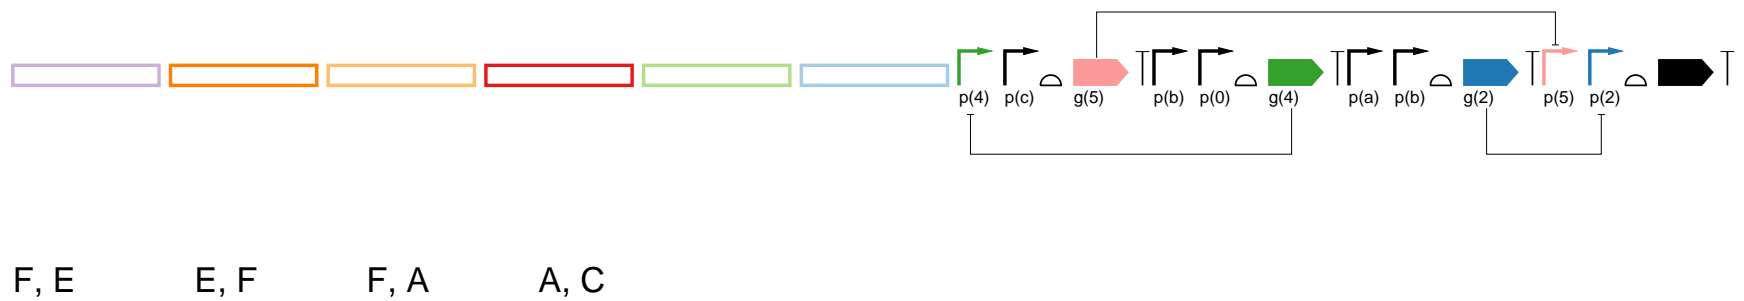 p(4) p(c) g(5) p(b) p(0) g(4) p(a) p(b) g(2) p(5) p(2)
F, E E, F F, A A, C